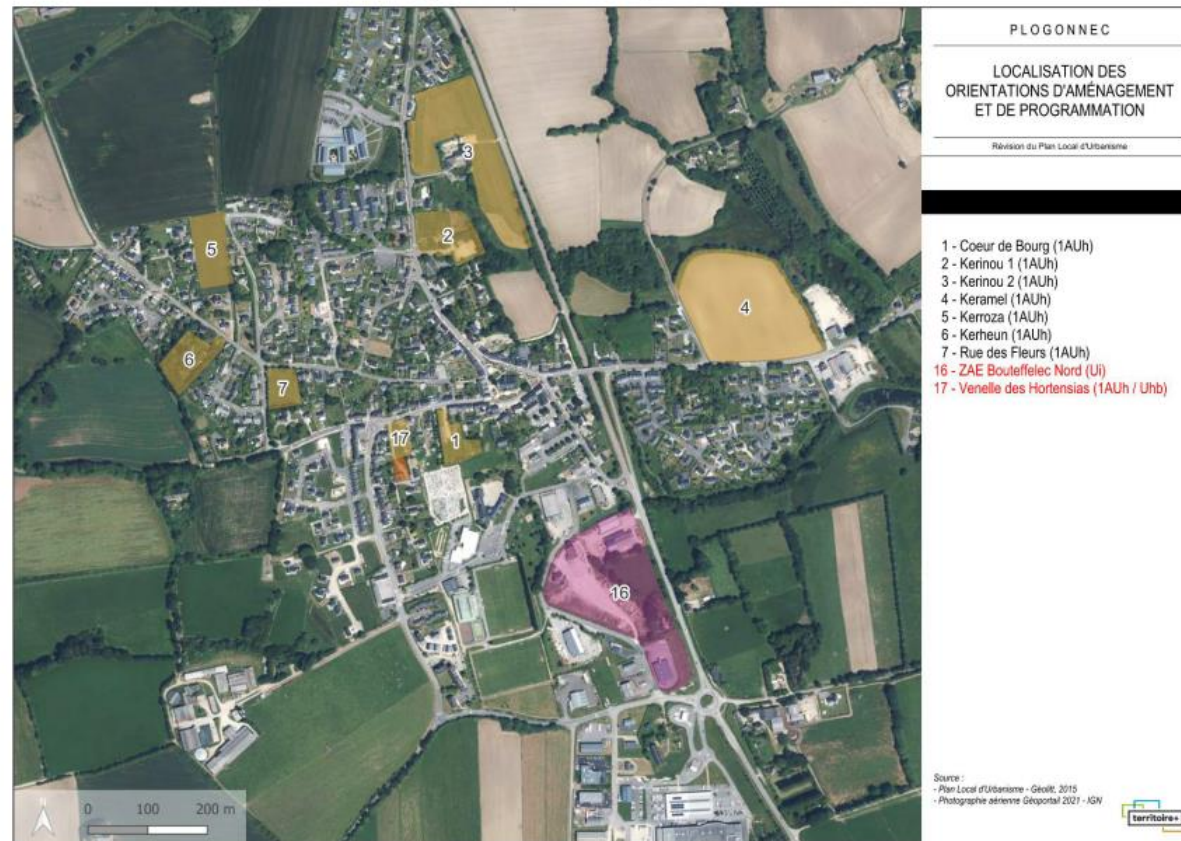 PLOGONNEC
LOCALISATION DES
ORIENTATIONS D'AMÉNAGEMENT
ET DE PROGRAMMATION
Révision du Plan Local d'Urbanisme
1 - Coeur de Bourg (1AUh)
2 - Kerinou 1 (1AUh)
3 - Kerinou 2 (1AUh)
4 - Keramel (1AUh)
5 - Kerroza (1AUh)
6 - Kerheun (1AUh)
7 - Rue des Fleurs (1AUh)
16 - ZAE Bouteffelec Nord (Ui)
17 - Venelle des Hortensias (1AUh / Uhb)
3
2
5
4
6
7
17
1
16
0 100 200 m
Source :
- Plan Local d'Urbanisme - Géolitt, 2015
- Photographie aérienne Géoportail 2021 - IGN
territoire+